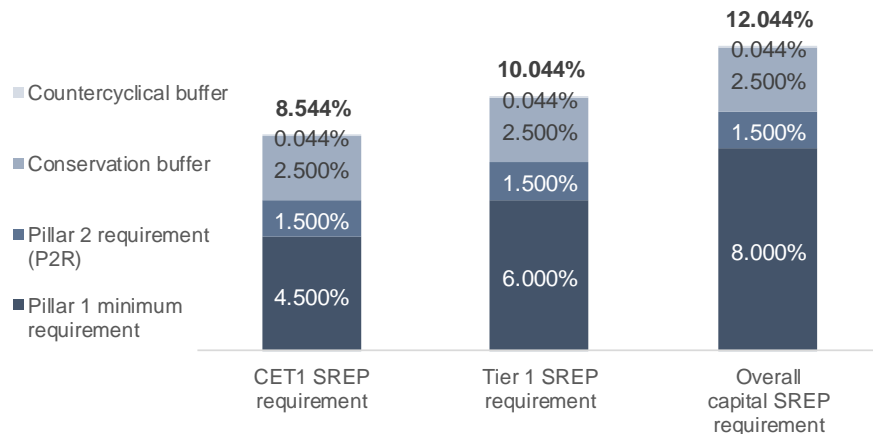 Countercyclical buffer
Conservation buffer
Pillar 2 requirement
(P2R)
Pillar 1 minimum
requirement
8.544%
0.044%
2.500%
1.500%
4.500%
10.044%
0.044%
2.500%
1.500%
6.000%
12.044%
0.044%
2.500%
1.500%
8.000%
CET1 SREP
requirement
Tier 1 SREP
requirement
Overall
capital SREP
requirement